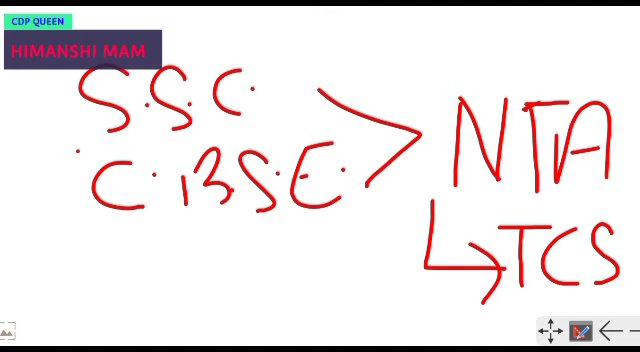 CDP QUEEN
HIMANSHI MAM
S.S.C.
C.B.S.E.
NTA
TCS